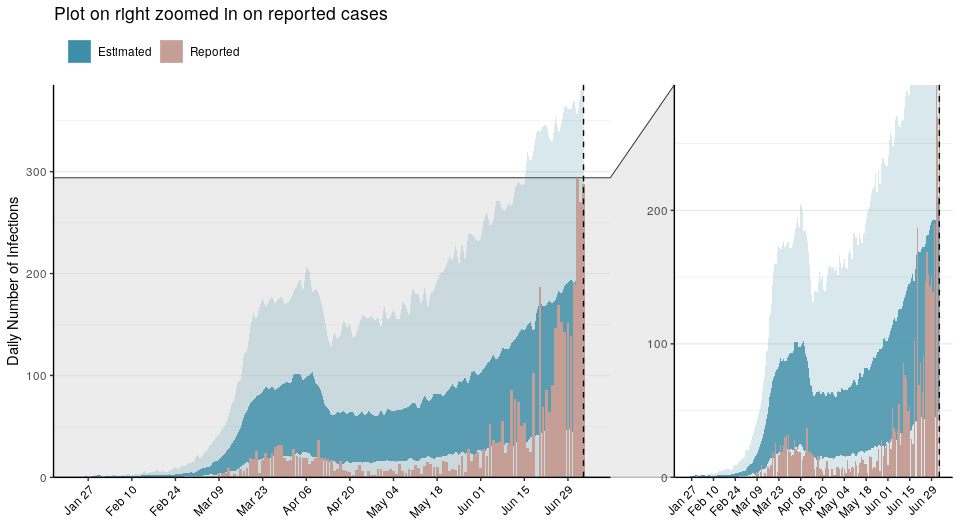 Plot on right zoomed in on reported cases
Estimated Reported
Daily Number of Infections
300
200
100
0
Jan 27 Feb 10 Feb 24 Mar 09 Mar 23 Apr 06 Apr 20 May 04 May 18 Jun 01 Jun 15 Jun 29
200
100
0
Jan 27 Feb 10 Feb 24 Mar 09 Mar 23 Apr 06 Apr 20 May 04 May 18 Jun 01 Jun 15 Jun 29